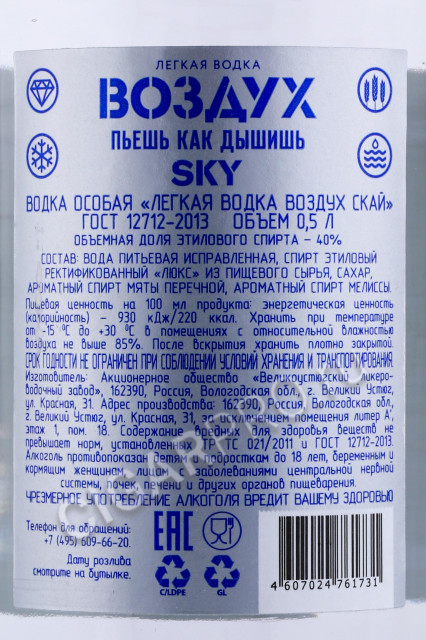 ЛЕГКАЯ ВОДКА
ВОЗДУХ
ПЬЕШЬ КАК ДЫШИШЬ
SKY
ВОДКА ОСОБАЯ «ЛЕГКАЯ ВОДКА ВОЗДУХ СКАЙ»
ГОСТ 12712-2013 ОБЪЕМ 0,5 Л
ОБЪЕМНАЯ ДОЛЯ ЭТИЛОВОГО СПИРТА – 40%
СОСТАВ: ВОДА ПИТЬЕВАЯ ИСПРАВЛЕННАЯ, СПИРТ ЭТИЛОВЫЙ
РЕКТИФИКОВАННЫЙ «ЛЮКС» ИЗ ПИЩЕВОГО СЫРЬЯ, САХАР,
АРОМАТНЫЙ СПИРТ МЯТЫ ПЕРЕЧНОЙ, АРОМАТНЫЙ СПИРТ МЕЛИССЫ.
Пищевая ценность на 100 мл продукта: энергетическая ценность
(калорийность) – 930 кДж/220 ккал. Хранить при температуре
от -15 °С до +30 °С в помещениях с относительной влажностью
воздуха не выше 85%. После вскрытия хранить плотно закрытой.
СРОК ГОДНОСТИ НЕ ОГРАНИЧЕН ПРИ СОБЛЮДЕНИИ УСЛОВИЙ ХРАНЕНИЯ И ТРАНСПОРТИРОВАНИЯ.
Изготовитель: Акционерное общество «Великоустюгский ликеро-
водочный завод», 162390, Россия, Вологодская обл., г. Великий Устюг,
ул. Красная, 31. Адрес производства: 162390, Россия, Вологодская обл.,
г. Великий Устюг, ул. Красная, 31, за исключением помещения литер А',
этаж 1, пом. 18. Содержание вредных для здоровья веществ не
превышает норм, установленных ТР ТС 021/2011 и ГОСТ 12712-2013.
Алкоголь противопоказан детям и подросткам до 18 лет, беременным и
кормящим женщинам, лицам с заболеваниями центральной нервной
системы, почек, печени и других органов пищеварения.
ЧРЕЗМЕРНОЕ УПОТРЕБЛЕНИЕ АЛКОГОЛЯ ВРЕДИТ ВАШЕМУ ЗДОРОВЬЮ
Телефон для обращений:
+7 (495) 609-66-20.
Дату розлива
смотрите на бутылке.
EAC
C/LDPE
GL
4 607024 761731